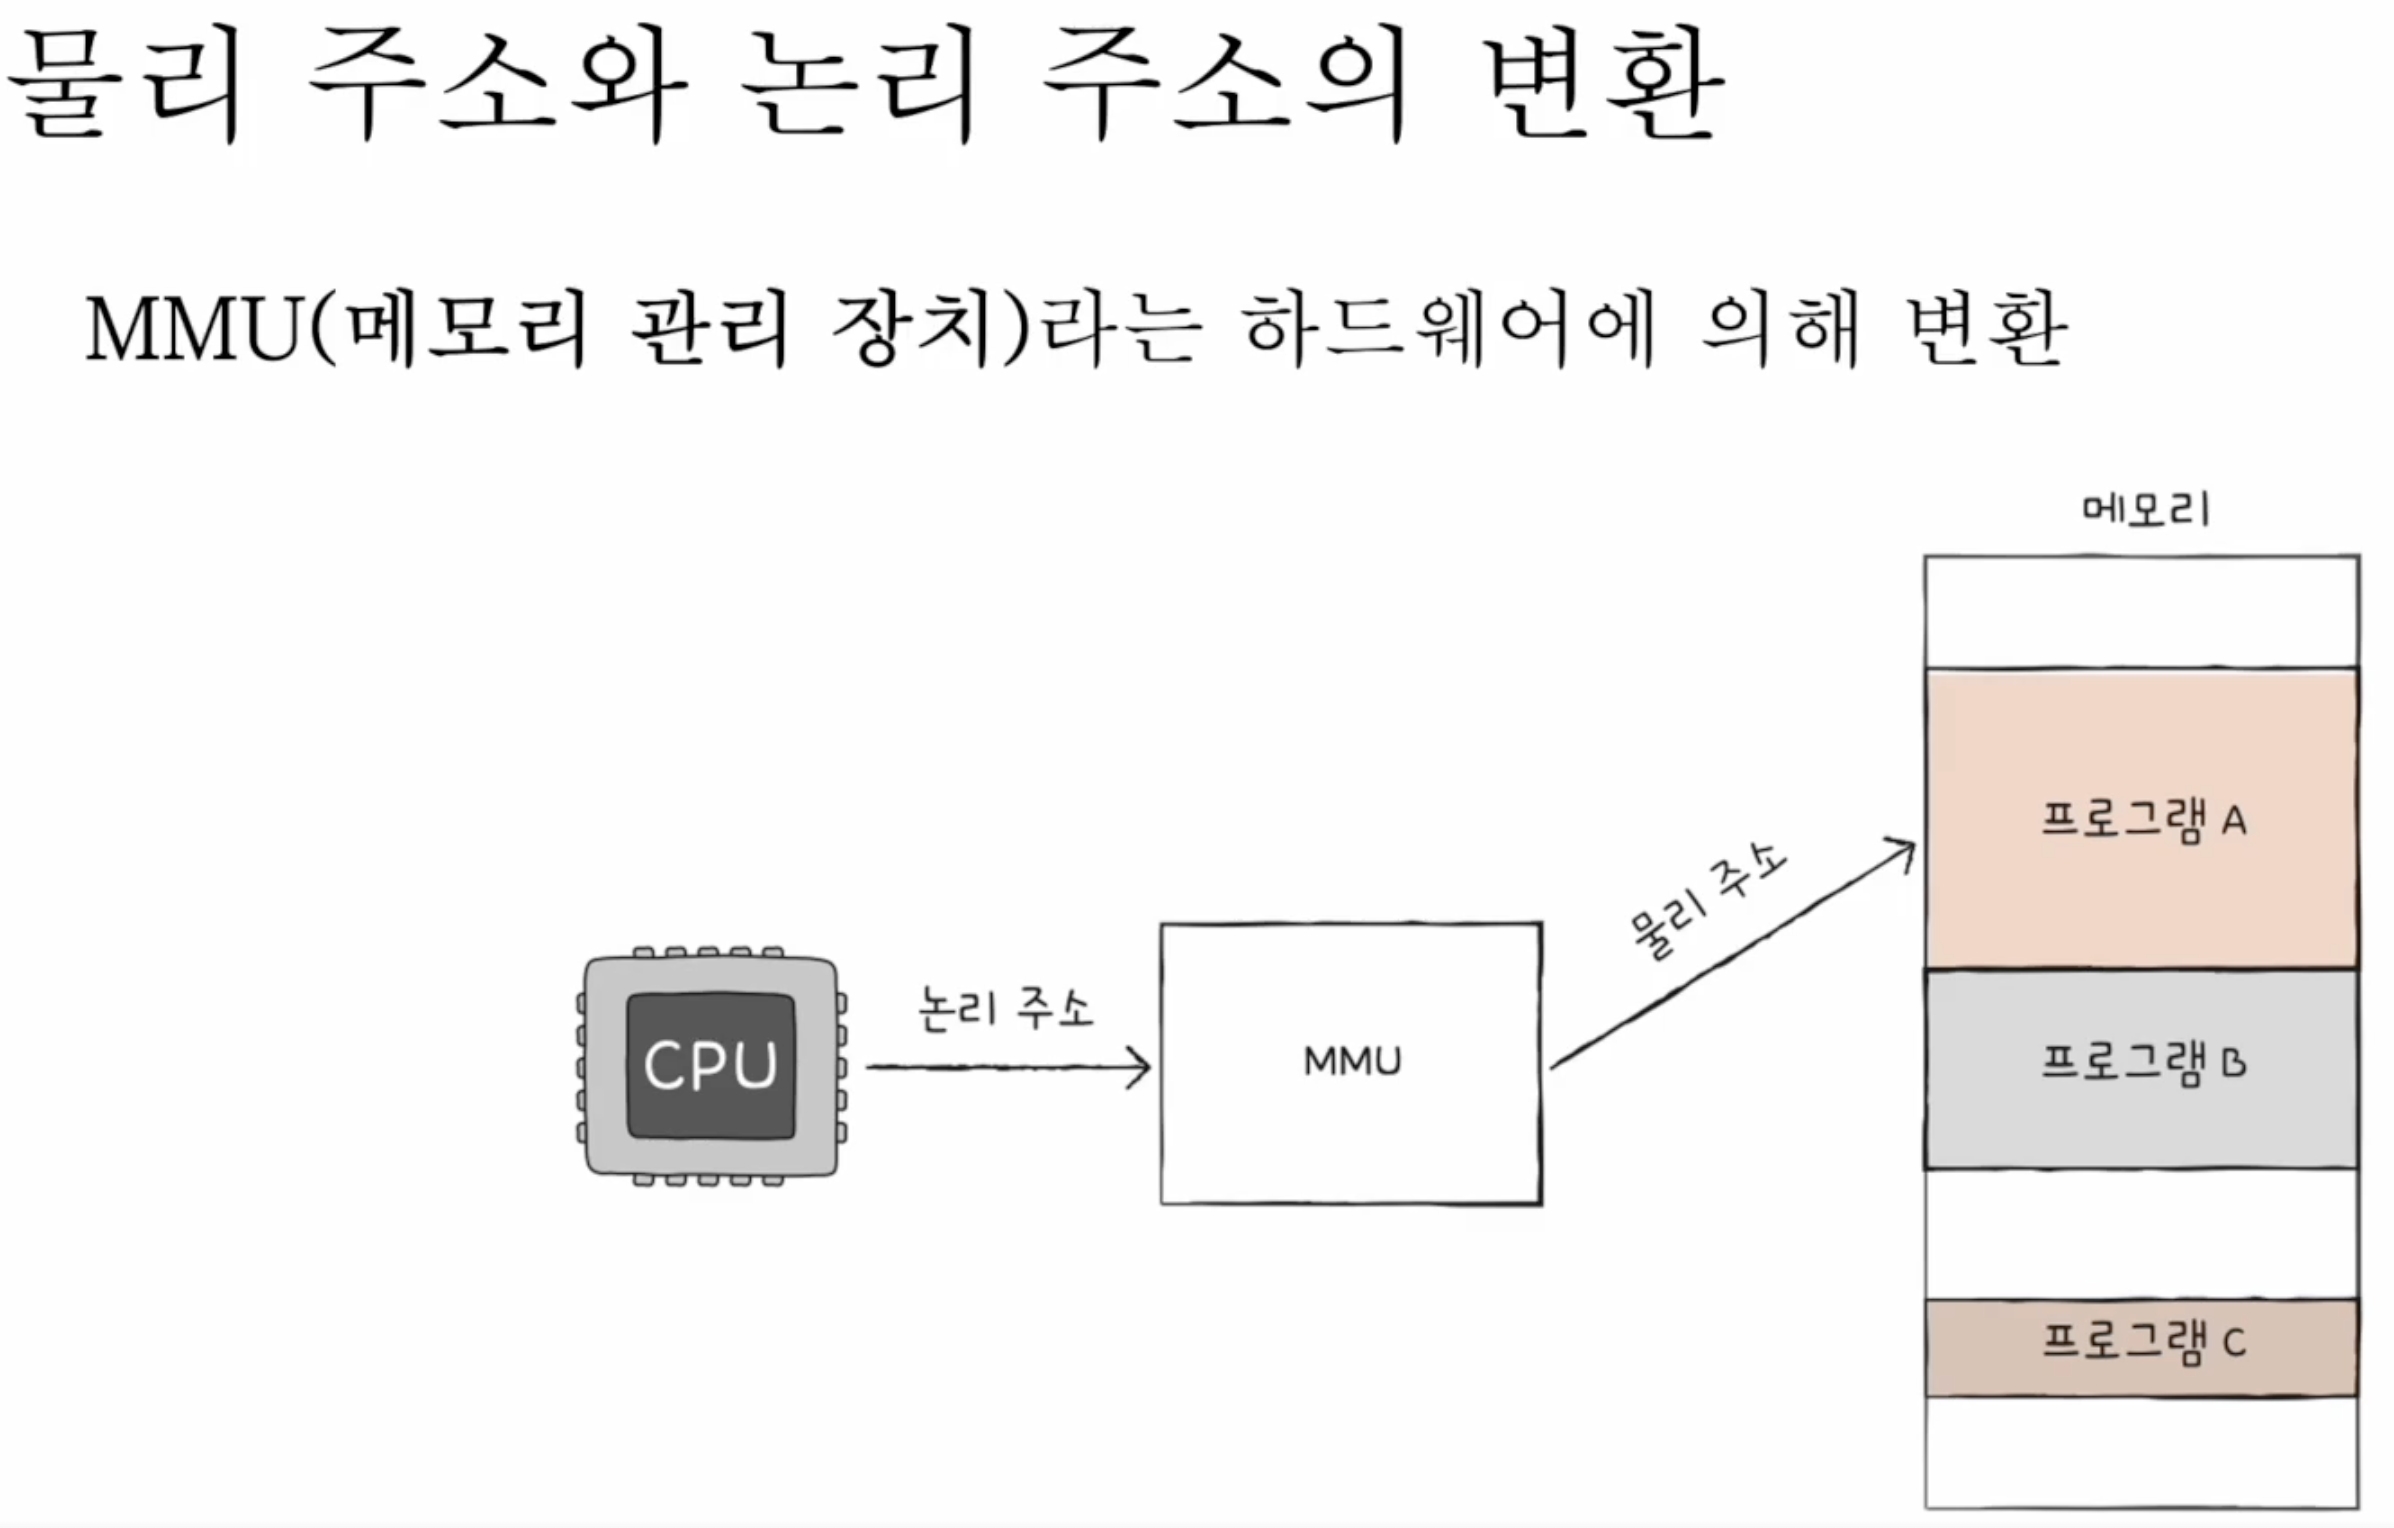 물리 주소와 논리 주소의 변환
MMU(메모리 관리 장치)라는 하드웨어에 의해 변환
메모리
프로그램 A
물리 주소
논리 주소
CPU
MMU
프로그램 B
프로그램 C